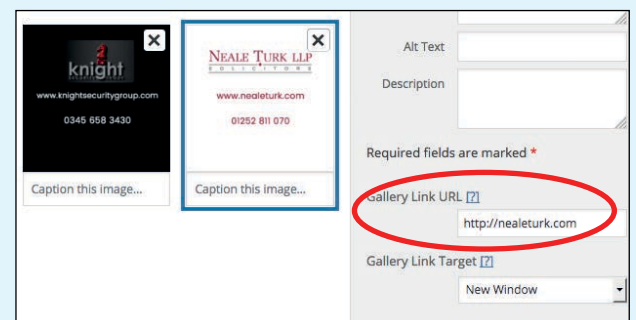 knight
www.knightsecuritygroup.com
0345 658 3430
Caption this image...
NEALE TURK LLP
SOLICITORS
www.nealeturk.com
01252 811 070
Caption this image...
Alt Text
Description
Required fields are marked *
Gallery Link URL [?]
http://nealeturk.com
Gallery Link Target [?]
New Window